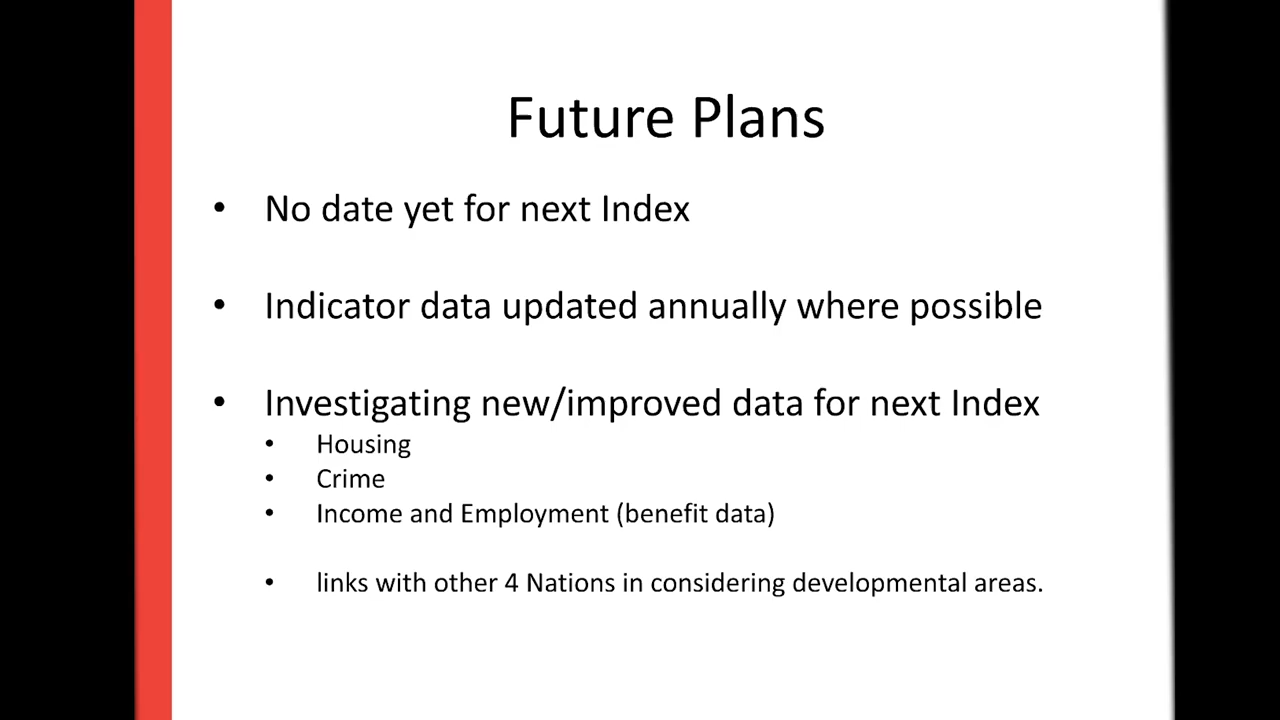 Future Plans
• No date yet for next Index
• Indicator data updated annually where possible
• Investigating new/improved data for next Index
• Housing
• Crime
• Income and Employment (benefit data)
• links with other 4 Nations in considering developmental areas.